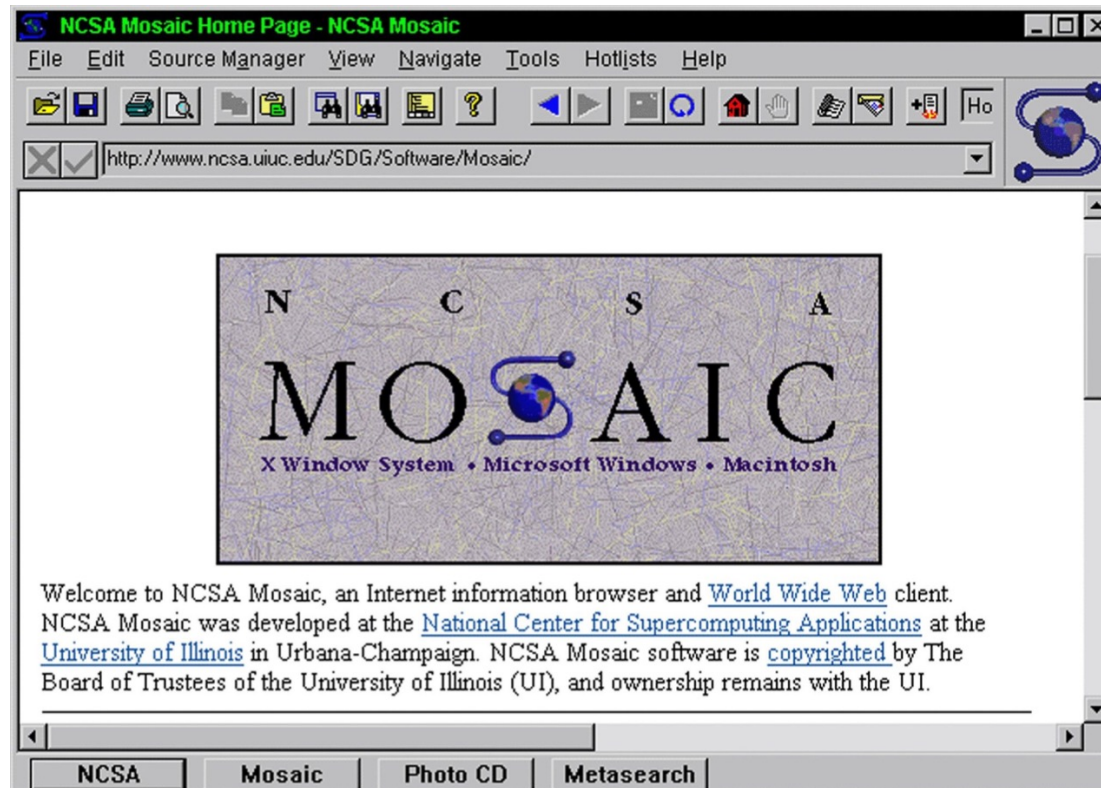 NCSA Mosaic Home Page - NCSA Mosaic
File Edit Source Manager View Navigate Tools Hotlists Help
Ho
http://www.ncsa.uiuc.edu/SDG/Software/Mosaic/
N C S A
MOSAIC
X Window System • Microsoft Windows • Macintosh
Welcome to NCSA Mosaic, an Internet information browser and World Wide Web client.
NCSA Mosaic was developed at the National Center for Supercomputing Applications at the
University of Illinois in Urbana-Champaign. NCSA Mosaic software is copyrighted by The
Board of Trustees of the University of Illinois (UI), and ownership remains with the UI.
NCSA Mosaic Photo CD Metasearch